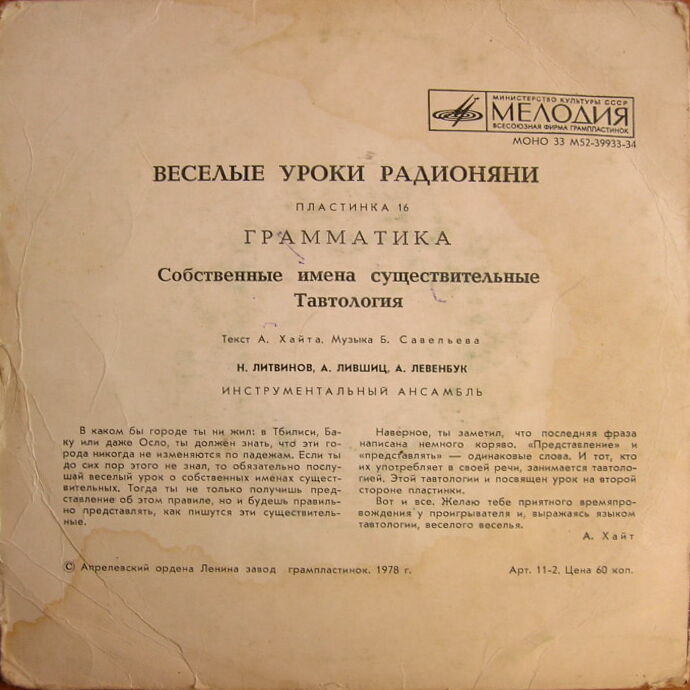 МИНИСТЕРСТВО КУЛЬТУРЫ СССР
МЕЛОДИЯ
ВСЕСОЮЗНАЯ ФИРМА ГРАМПЛАСТИНОК
МОНО 33 М52-39933-34
ВЕСЕЛЫЕ УРОКИ РАДИОНЯНИ
ПЛАСТИНКА 16
ГРАММАТИКА
Собственные имена существительные
Тавтология
Текст А. Хайта. Музыка Б. Савельева
Н. ЛИТВИНОВ, А. ЛИВШИЦ, А. ЛЕВЕНБУК
ИНСТРУМЕНТАЛЬНЫЙ АНСАМБЛЬ
В каком бы городе ты ни жил: в Тбилиси, Ба-
ку или даже Осло, ты должен знать, что эти го-
рода никогда не изменяются по падежам. Если ты
до сих пор этого не знал, то обязательно послу-
шай веселый урок о собственных именах сущест-
вительных. Тогда ты не только получишь пред-
ставление об этом правиле, но и будешь правиль-
но представлять, как пишутся эти существитель-
ные.
Наверное, ты заметил, что последняя фраза
написана немного коряво. «Представление» и
«представлять» — одинаковые слова. И тот, кто
их употребляет в своей речи, занимается тавтоло-
гией. Этой тавтологии и посвящен урок на второй
стороне пластинки.
Вот и все. Желаю тебе приятного времяпро-
вождения у проигрывателя и, выражаясь языком
тавтологии, веселого веселья.
А. Хайт
© Апрелевский ордена Ленина завод грампластинок. 1978 г.
Арт. 11-2. Цена 60 коп.